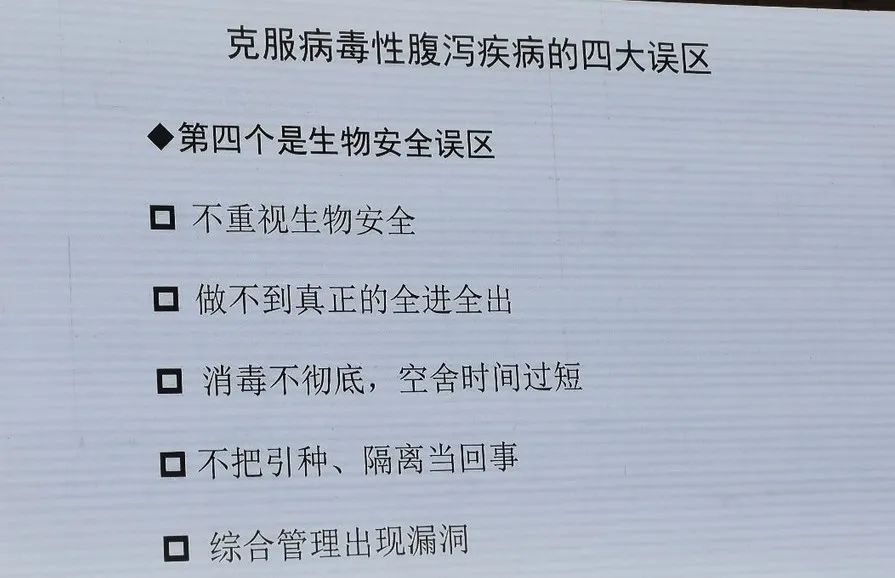 克服病毒性腹泻疾病的四大误区
◆第四个是生物安全误区
不重视生物安全
做不到真正的全进全出
消毒不彻底，空舍时间过短
不把引种、隔离当回事
综合管理出现漏洞